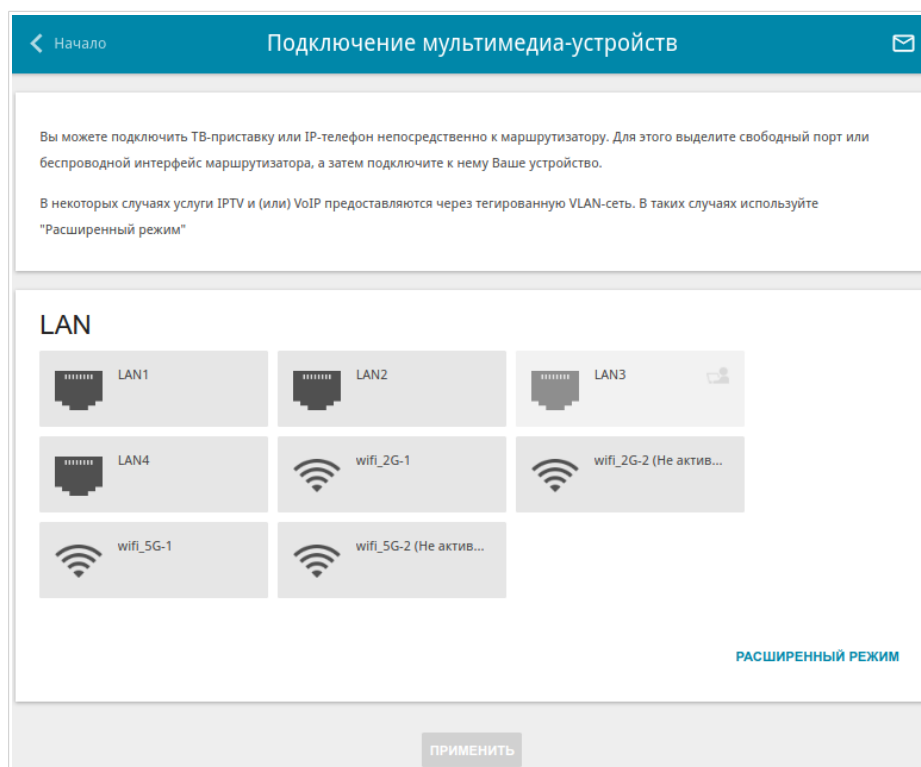 Начало
Подключение мультимедиа-устройств
Вы можете подключить ТВ-приставку или IP-телефон непосредственно к маршрутизатору. Для этого выделите свободный порт или
беспроводной интерфейс маршрутизатора, а затем подключите к нему Ваше устройство.
В некоторых случаях услуги IPTV и (или) VoIP предоставляются через тегированную VLAN-сеть. В таких случаях используйте
"Расширенный режим"
LAN
LAN1
LAN2
LAN3
LAN4
wifi_2G-1
wifi_2G-2 (Не актив...
wifi_5G-1
wifi_5G-2 (Не актив...
РАСШИРЕННЫЙ РЕЖИМ
ПРИМЕНИТЬ